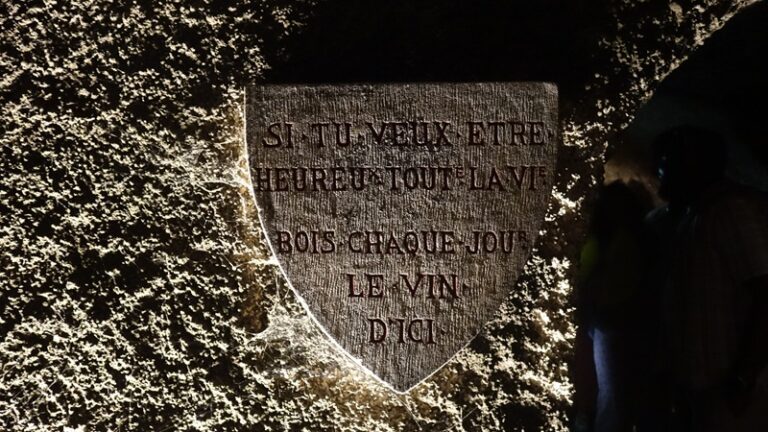 SI·TU·VEUX·ETRE·
HEUREUX·TOUTE·LA·VIE·
BOIS·CHAQUE·JOUR
LE·VIN·
D'ICI·